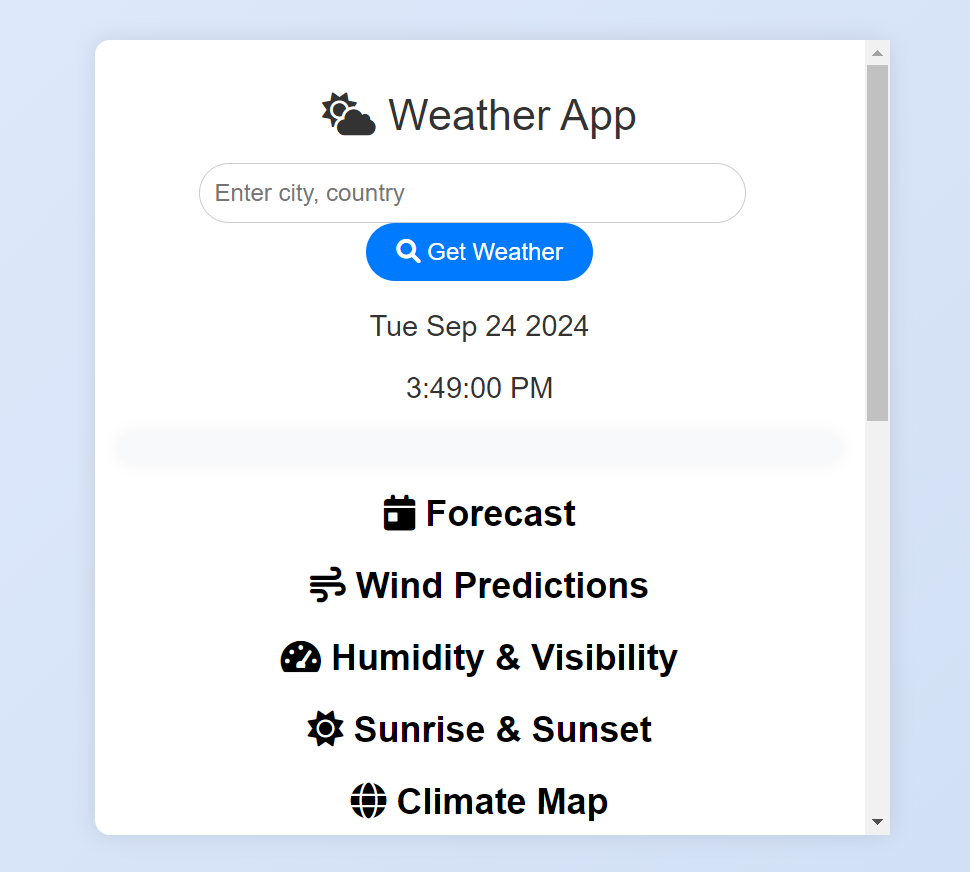 Weather App
Enter city, country
Get Weather
Tue Sep 24 2024
3:49:00 PM
Forecast
Wind Predictions
Humidity & Visibility
Sunrise & Sunset
Climate Map